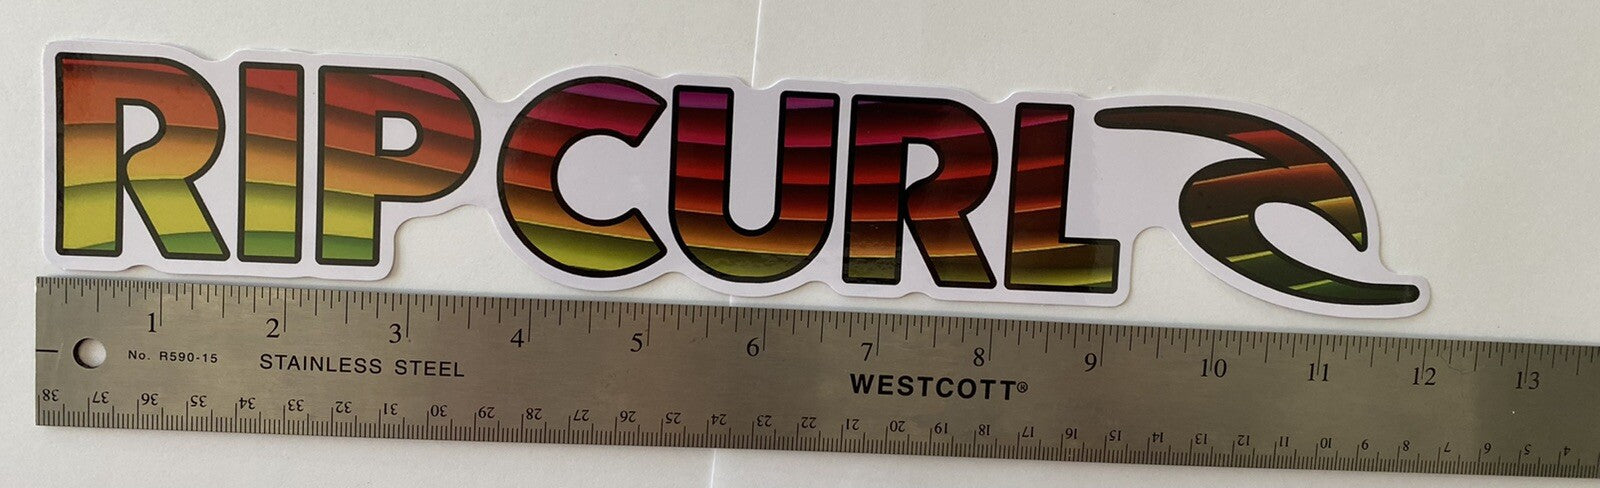 RIP CURL
1 2 3 4 5 6 7 8 9 10 11 12 13
No. R590-15 STAINLESS STEEL WESTCOTT®
38 37 36 35 34 33 32 31 30 29 28 27 26 25 24 23 22 21 20 19 18 17 16 15 14 13 12 11 10 9 8 7 6 5 4